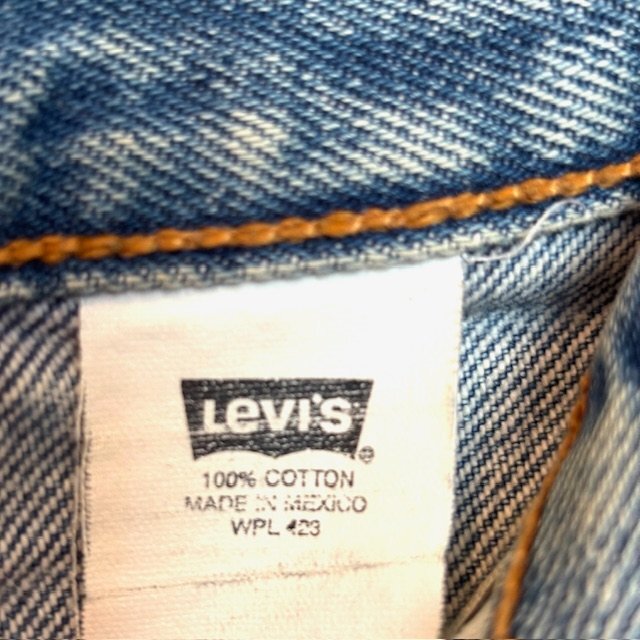 Levi's ®
100% COTTON
MADE IN MEXICO
WPL 423